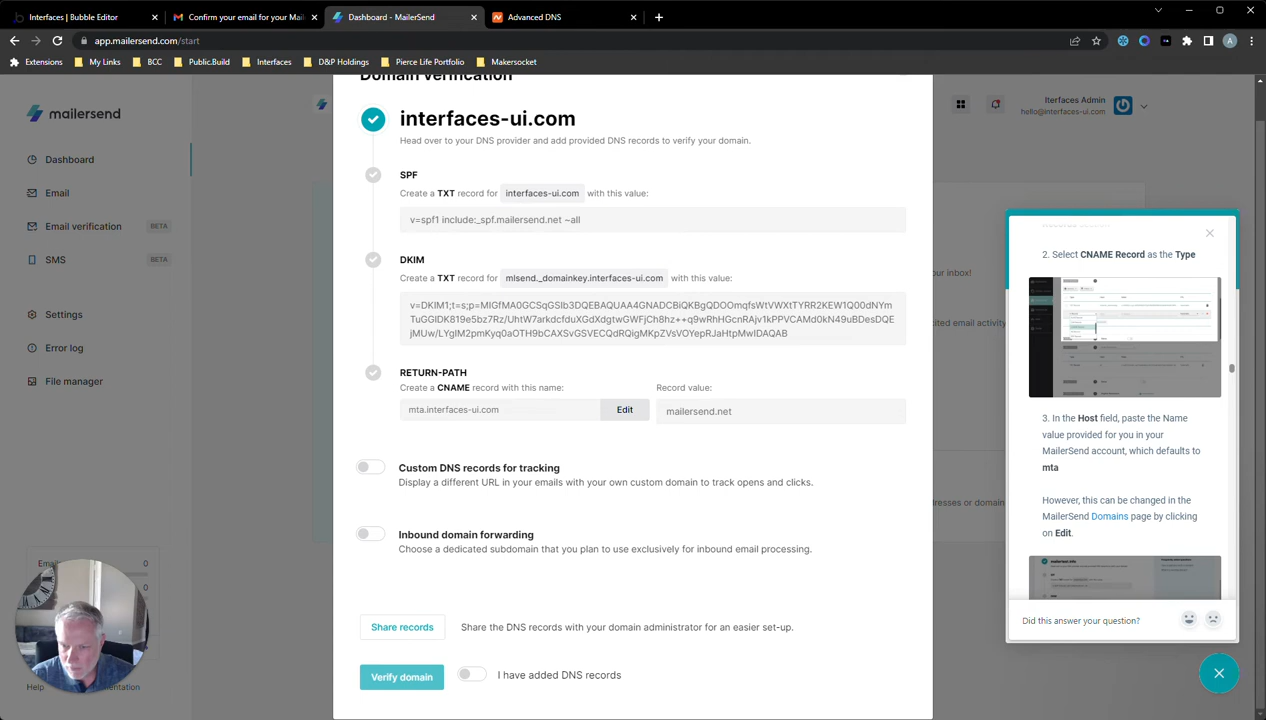 Interfaces | Bubble Editor
Confirm your email for your Mai
Dashboard - MailerSend
Advanced DNS
app.mailersend.com/start
A
Extensions
My Links
BCC
Public.Build
Interfaces
D&P Holdings
Pierce Life Portfolio
Makersocket
mailersend
Dashboard
Email
Email verification
BETA
SMS
BETA
Settings
Error log
File manager
Help
Domain verification
interfaces-ui.com
Head over to your DNS provider and add provided DNS records to verify your domain.
SPF
Create a TXT record for interfaces-ui.com with this value:
v=spf1 include:_spf.mailersend.net ~all
DKIM
Create a TXT record for mlsend._domainkey.interfaces-ui.com with this value:
v=DKIM1;t=s;p=MIGfMA0GCSqGSIb3DQEBAQUAA4GNADCBiQKBgQDOOmqfsWtVWXtTYRR2KEW1Q00dNYm
TuGGIDK819e5bz7Rz/UhtW7arkdcfduXGdXdgtwGWFjCh8hz++q9wRhHGcnRAjv1kPPVCAMd0kN49uBDesDQE
jMUw/LYgIM2pmKyq0aOTH9bCAXSvGSVECQdRQigMKpZVsVOYepRJaHtpMwIDAQAB
RETURN-PATH
Create a CNAME record with this name:
Record value:
mta.interfaces-ui.com
Edit
mailersend.net
Custom DNS records for tracking
Display a different URL in your emails with your own custom domain to track opens and clicks.
Inbound domain forwarding
Choose a dedicated subdomain that you plan to use exclusively for inbound email processing.
Share records
Share the DNS records with your domain administrator for an easier set-up.
Verify domain
I have added DNS records
Iterfaces Admin
hello@interfaces-ui.com
our inbox!
cited email activity
dresses or domain
2. Select CNAME Record as the Type
3. In the Host field, paste the Name
value provided for you in your
MailerSend account, which defaults to
mta
However, this can be changed in the
MailerSend Domains page by clicking
on Edit.
Did this answer your question?